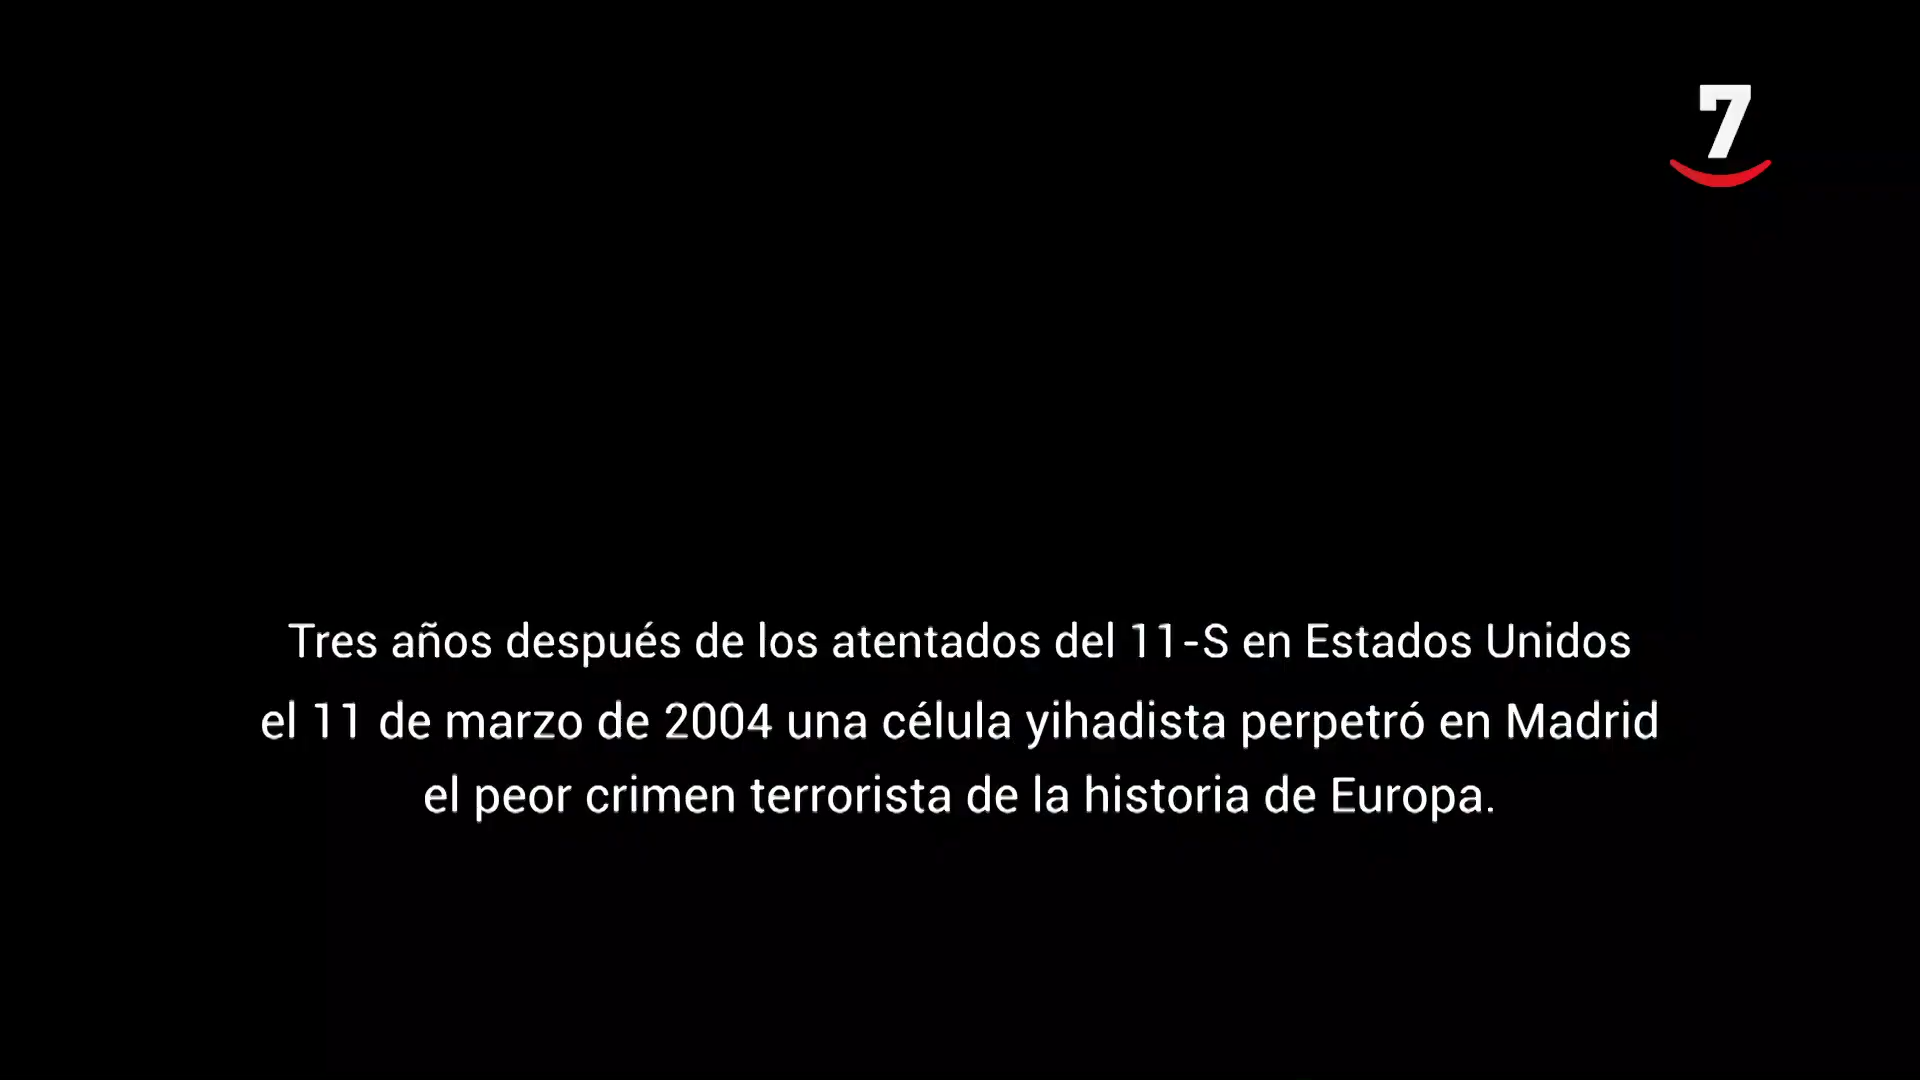 7
Tres años después de los atentados del 11-S en Estados Unidos
el 11 de marzo de 2004 una célula yihadista perpetró en Madrid
el peor crimen terrorista de la historia de Europa.